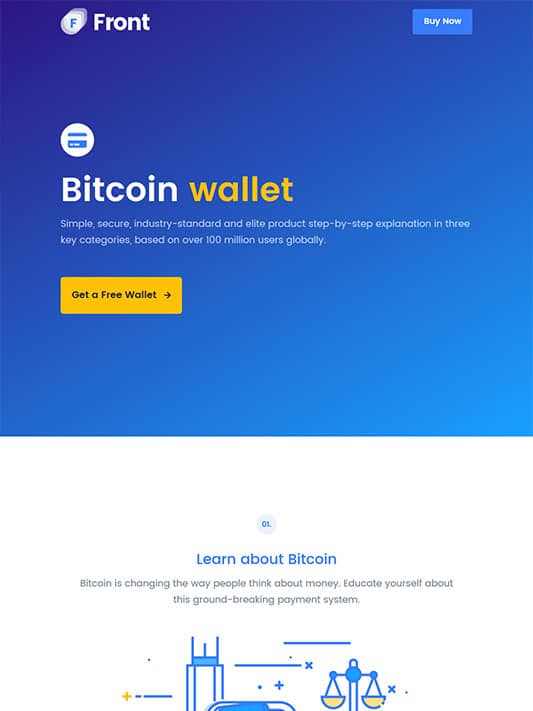 F Front
Buy Now
Bitcoin wallet
Simple, secure, industry-standard and elite product step-by-step explanation in three
key categories, based on over 100 million users globally.
Get a Free Wallet →
01.
Learn about Bitcoin
Bitcoin is changing the way people think about money. Educate yourself about
this ground-breaking payment system.